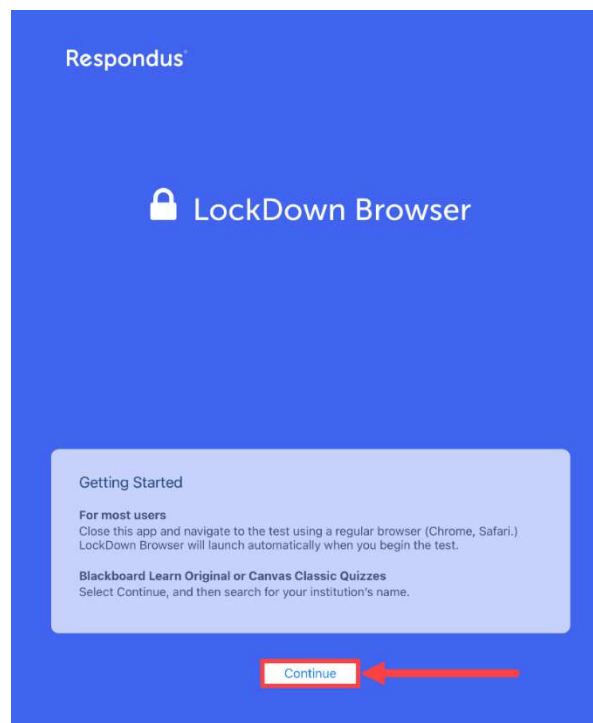 Respondus®
LockDown Browser
Getting Started
For most users
Close this app and navigate to the test using a regular browser (Chrome, Safari.)
LockDown Browser will launch automatically when you begin the test.
Blackboard Learn Original or Canvas Classic Quizzes
Select Continue, and then search for your institution's name.
Continue